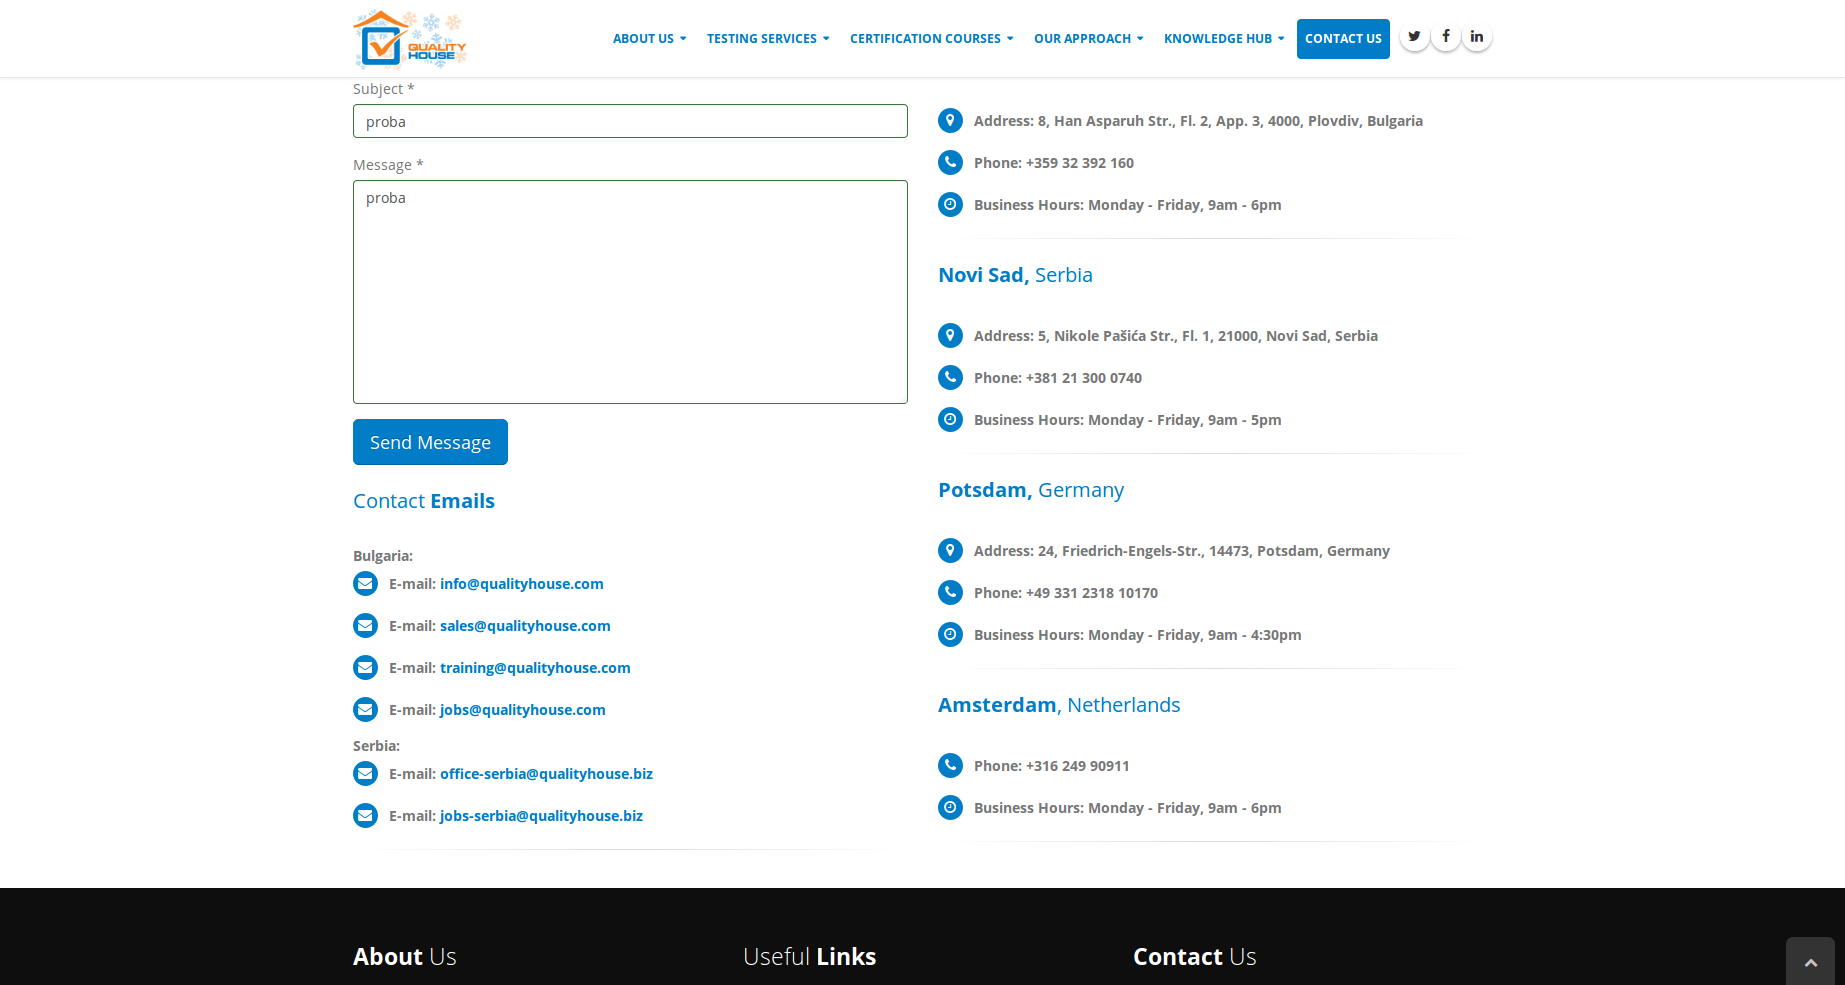 QUALITY
HOUSE
ABOUT US
TESTING SERVICES
CERTIFICATION COURSES
OUR APPROACH
KNOWLEDGE HUB
CONTACT US
Subject *
proba
Message *
proba
Send Message
Contact Emails
Bulgaria:
E-mail: info@qualityhouse.com
E-mail: sales@qualityhouse.com
E-mail: training@qualityhouse.com
E-mail: jobs@qualityhouse.com
Serbia:
E-mail: office-serbia@qualityhouse.biz
E-mail: jobs-serbia@qualityhouse.biz
Address: 8, Han Asparuh Str., Fl. 2, App. 3, 4000, Plovdiv, Bulgaria
Phone: +359 32 392 160
Business Hours: Monday - Friday, 9am - 6pm
Novi Sad, Serbia
Address: 5, Nikole Pašića Str., Fl. 1, 21000, Novi Sad, Serbia
Phone: +381 21 300 0740
Business Hours: Monday - Friday, 9am - 5pm
Potsdam, Germany
Address: 24, Friedrich-Engels-Str., 14473, Potsdam, Germany
Phone: +49 331 2318 10170
Business Hours: Monday - Friday, 9am - 4:30pm
Amsterdam, Netherlands
Phone: +316 249 90911
Business Hours: Monday - Friday, 9am - 6pm
About Us
Useful Links
Contact Us